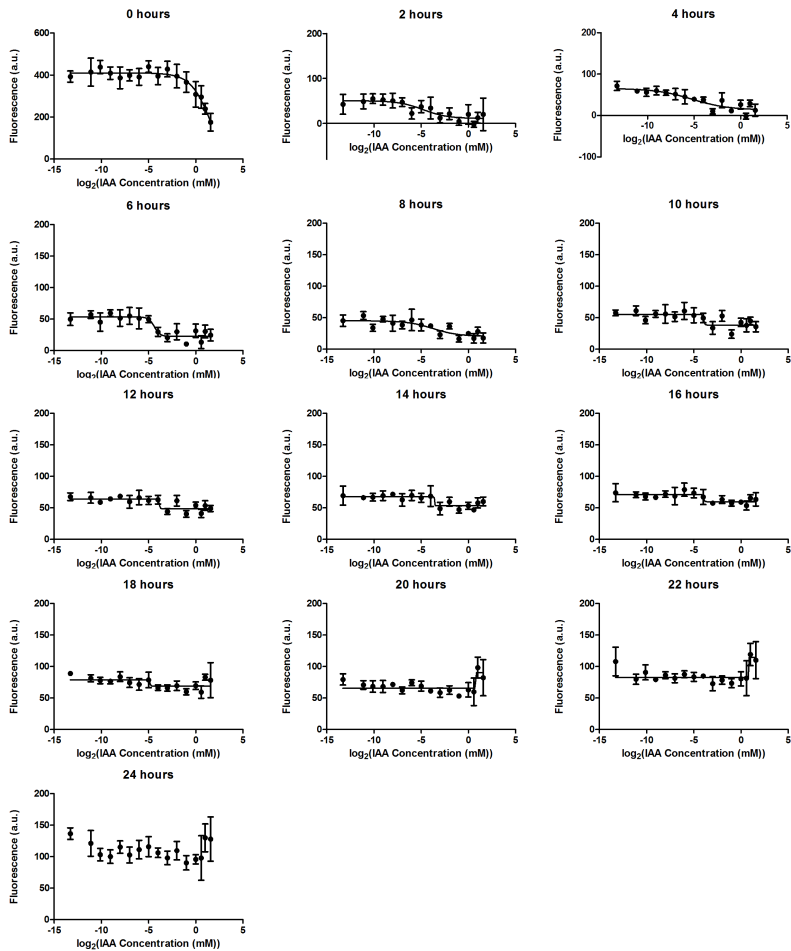 0 hours
600
400
200
0
Fluorescence (a.u.)
-15 -10 -5 0 5
log2(IAA Concentration (mM))
2 hours
200
100
0
Fluorescence (a.u.)
-10 -5 0 5
log2(IAA Concentration (mM))
4 hours
200
100
0
-100
Fluorescence (a.u.)
-15 -10 -5 0 5
log2(IAA Concentration (mM))
6 hours
200
150
100
50
0
Fluorescence (a.u.)
-15 -10 -5 0 5
log2(IAA Concentration (mM))
8 hours
200
150
100
50
0
Fluorescence (a.u.)
-15 -10 -5 0 5
log2(IAA Concentration (mM))
10 hours
200
150
100
50
0
Fluorescence (a.u.)
-15 -10 -5 0 5
log2(IAA Concentration (mM))
12 hours
200
150
100
50
0
Fluorescence (a.u.)
-15 -10 -5 0 5
log2(IAA Concentration (mM))
14 hours
200
150
100
50
0
Fluorescence (a.u.)
-15 -10 -5 0 5
log2(IAA Concentration (mM))
16 hours
200
150
100
50
0
Fluorescence (a.u.)
-15 -10 -5 0 5
log2(IAA Concentration (mM))
18 hours
200
150
100
50
0
Fluorescence (a.u.)
-15 -10 -5 0 5
log2(IAA Concentration (mM))
20 hours
200
150
100
50
0
Fluorescence (a.u.)
-15 -10 -5 0 5
log2(IAA Concentration (mM))
22 hours
200
150
100
50
0
Fluorescence (a.u.)
-15 -10 -5 0 5
log2(IAA Concentration (mM))
24 hours
200
150
100
50
0
Fluorescence (a.u.)
-15 -10 -5 0 5
log2(IAA Concentration (mM))